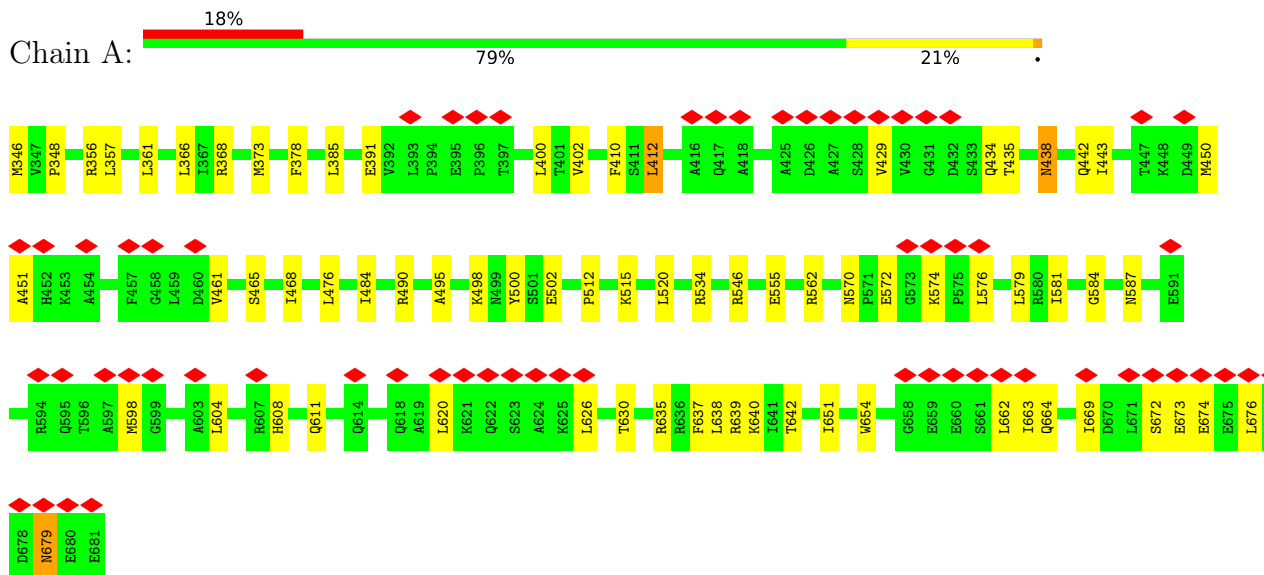 18%
Chain A:
79% 21% •
M346 V347 P348 R356 L357 L361 L366 I367 R368 M373 F378 L385 E391 V392 L393 P394 E395 P396 T397 L400 T401 V402 F410 S411 L412 A416 Q417 A418 A425 D426 A427 S428 V429 V430 G431 D432 S433 Q434 T435 N438 Q442 I443 T447 K448 D449 M450
A451 H452 K453 A454 F457 G458 L459 D460 V461 S465 I468 L476 I484 R490 A495 K498 N499 Y500 S501 E502 P512 K515 L520 R534 R546 E555 R562 N570 P571 E572 G573 K574 P575 L576 L579 R580 I581 G584 N587 E591
R594 Q595 T596 A597 M598 G599 A603 L604 R607 H608 Q611 Q614 Q618 A619 L620 K621 Q622 S623 A624 K625 L626 T630 R635 R636 F637 L638 R639 K640 I641 T642 I651 W654 G658 E659 E660 S661 L662 I663 Q664 I669 D670 L671 S672 E673 E674 E675 L676
D678 N679 E680 E681